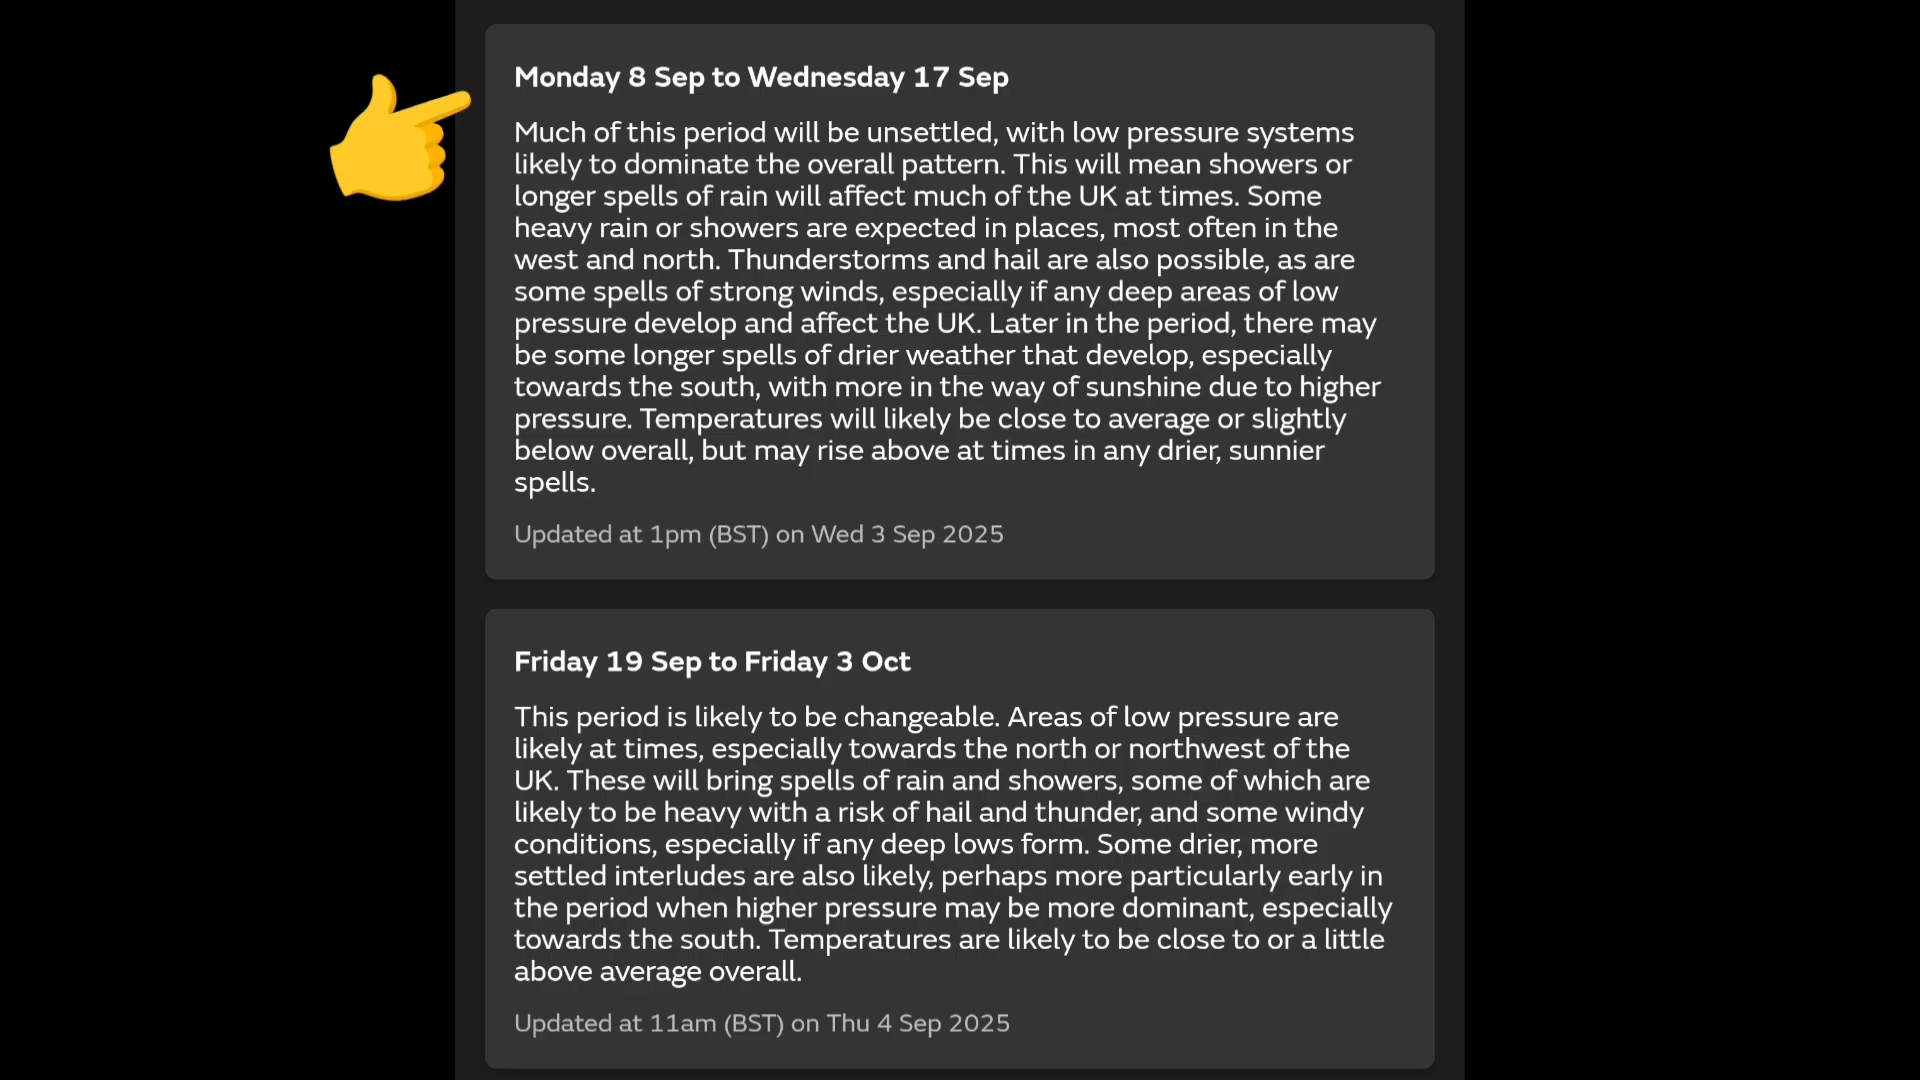 Monday 8 Sep to Wednesday 17 Sep
Much of this period will be unsettled, with low pressure systems
likely to dominate the overall pattern. This will mean showers or
longer spells of rain will affect much of the UK at times. Some
heavy rain or showers are expected in places, most often in the
west and north. Thunderstorms and hail are also possible, as are
some spells of strong winds, especially if any deep areas of low
pressure develop and affect the UK. Later in the period, there may
be some longer spells of drier weather that develop, especially
towards the south, with more in the way of sunshine due to higher
pressure. Temperatures will likely be close to average or slightly
below overall, but may rise above at times in any drier, sunnier
spells.
Updated at 1pm (BST) on Wed 3 Sep 2025
Friday 19 Sep to Friday 3 Oct
This period is likely to be changeable. Areas of low pressure are
likely at times, especially towards the north or northwest of the
UK. These will bring spells of rain and showers, some of which are
likely to be heavy with a risk of hail and thunder, and some windy
conditions, especially if any deep lows form. Some drier, more
settled interludes are also likely, perhaps more particularly early in
the period when higher pressure may be more dominant, especially
towards the south. Temperatures are likely to be close to or a little
above average overall.
Updated at 11am (BST) on Thu 4 Sep 2025